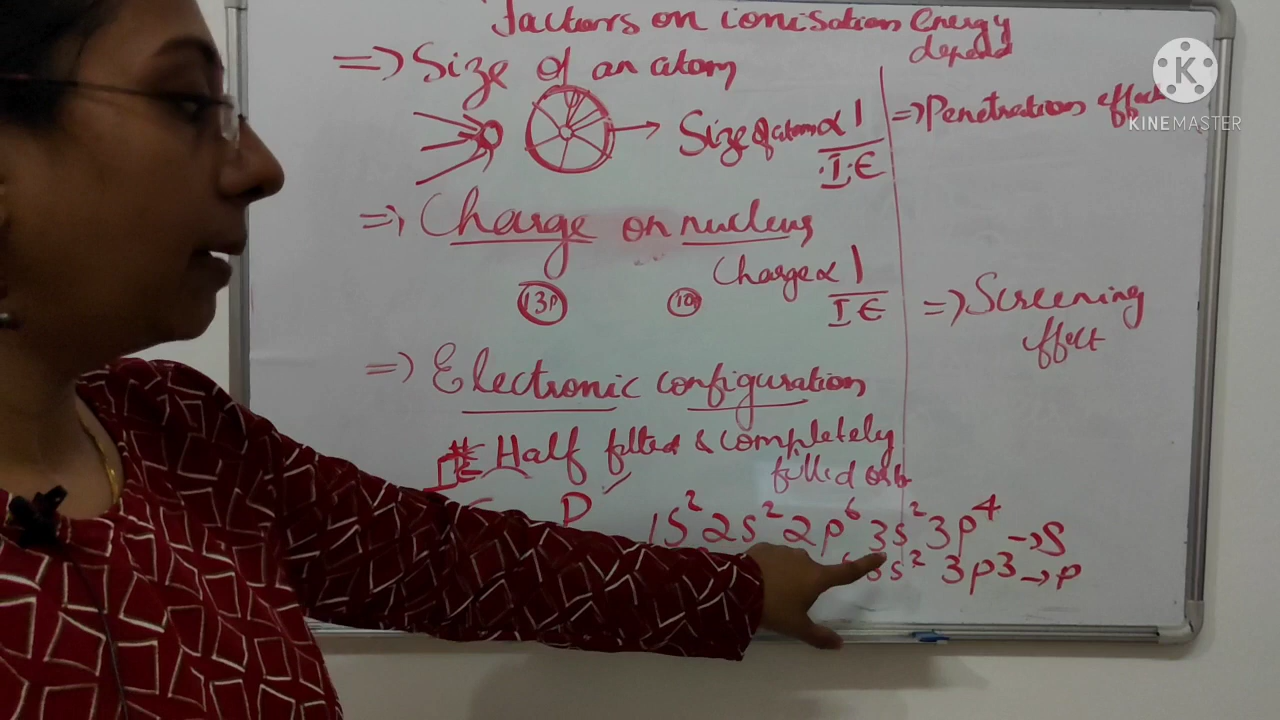 Factors on ionisation energy
depend
=> Size of an atom
Size of atom ∝ 1
I.E
=> Penetration effect
=> Charge on nucleus
Charge ∝ 1
I E
13P
10
=> Screening
effect
=> Electronic configuration
Half filled & completely
filled orb
P
1S² 2s² 2p⁶ 3s² 3p⁴ → S
3s² 3p3 → P
KINEMASTER